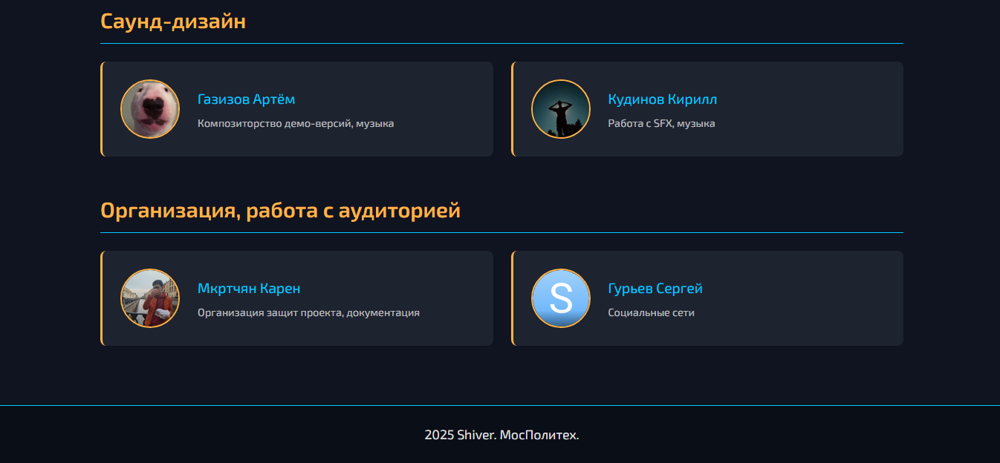 Саунд-дизайн
Газизов Артём
Композиторство демо-версий, музыка
Кудинов Кирилл
Работа с SFX, музыка
Организация, работа с аудиторией
Мкртчян Карен
Организация защит проекта, документация
S
Гурьев Сергей
Социальные сети
2025 Shiver. МосПолитех.